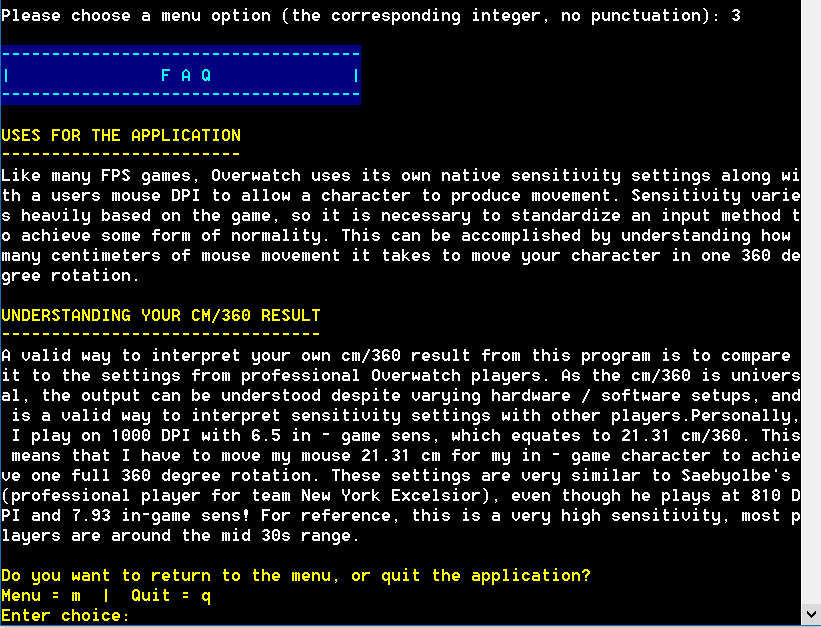 Please choose a menu option (the corresponding integer, no punctuation): 3
------------------------------------
|               F A Q              |
------------------------------------
USES FOR THE APPLICATION
------------------------
Like many FPS games, Overwatch uses its own native sensitivity settings along wi
th a users mouse DPI to allow a character to produce movement. Sensitivity varie
s heavily based on the game, so it is necessary to standardize an input method t
o achieve some form of normality. This can be accomplished by understanding how
many centimeters of mouse movement it takes to move your character in one 360 de
gree rotation.
UNDERSTANDING YOUR CM/360 RESULT
--------------------------------
A valid way to interpret your own cm/360 result from this program is to compare
it to the settings from professional Overwatch players. As the cm/360 is univers
al, the output can be understood despite varying hardware / software setups, and
 is a valid way to interpret sensitivity settings with other players.Personally,
 I play on 1000 DPI with 6.5 in - game sens, which equates to 21.31 cm/360. This
 means that I have to move my mouse 21.31 cm for my in - game character to achie
ve one full 360 degree rotation. These settings are very similar to Saebyolbe's
(professional player for team New York Excelsior), even though he plays at 810 D
PI and 7.93 in-game sens! For reference, this is a very high sensitivity, most p
layers are around the mid 30s range.
Do you want to return to the menu, or quit the application?
Menu = m  |  Quit = q
Enter choice: